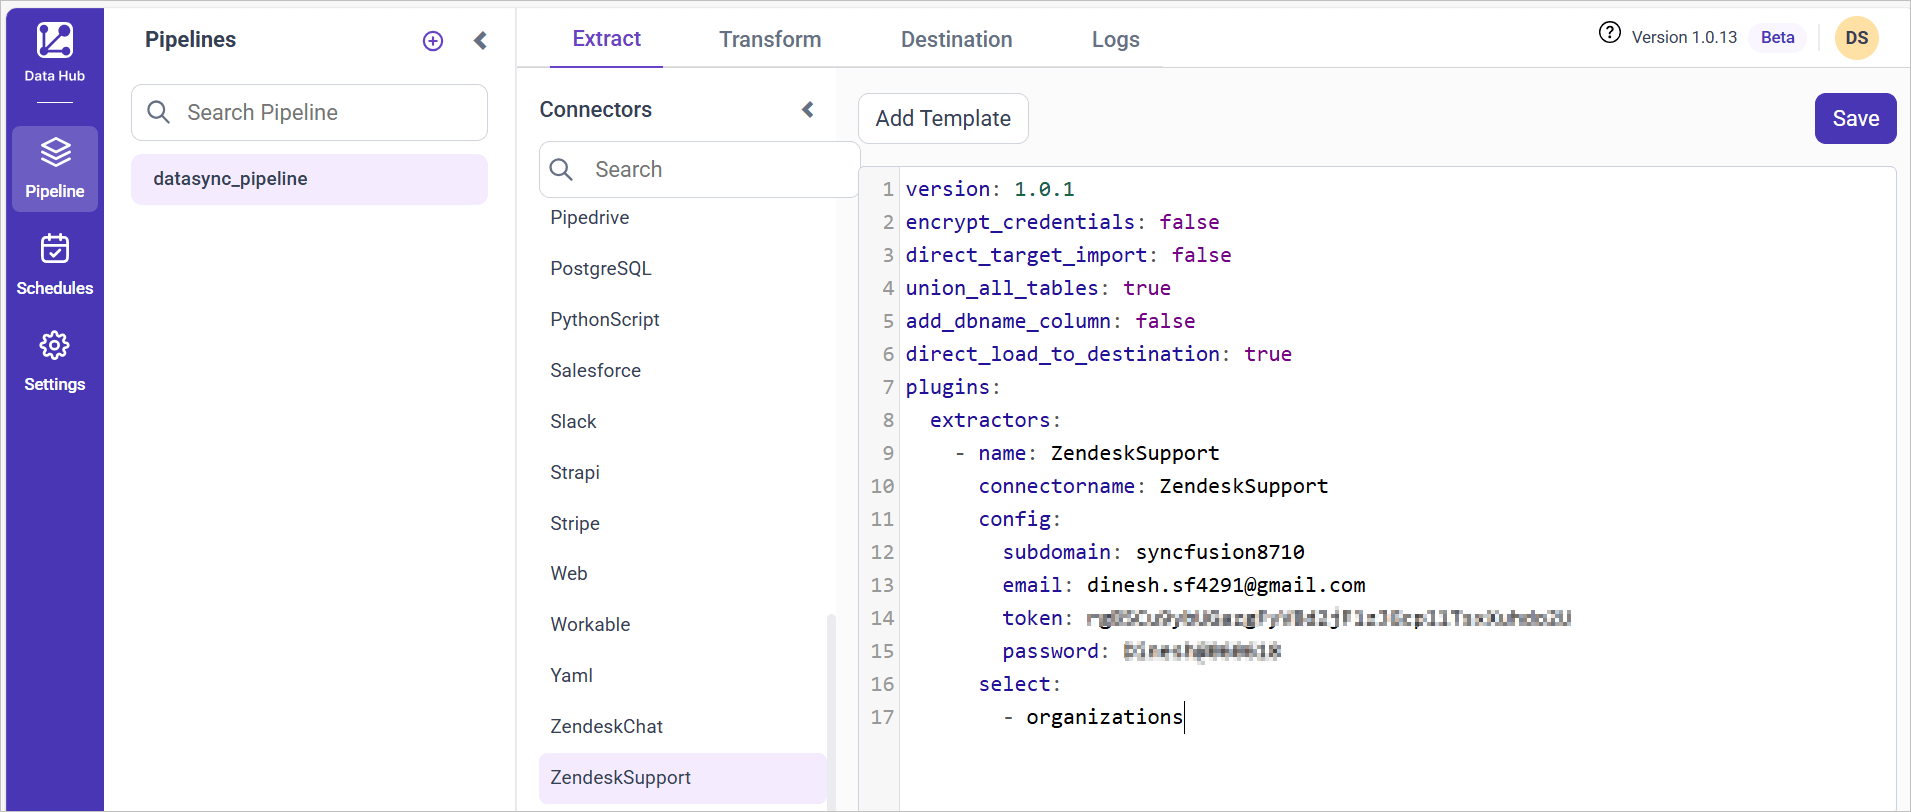 Data Hub
Pipeline
Schedules
Settings
Pipelines
Search Pipeline
datasync_pipeline
Extract
Transform
Destination
Logs
Version 1.0.13
Beta
DS
Connectors
Search
Pipedrive
PostgreSQL
PythonScript
Salesforce
Slack
Strapi
Stripe
Web
Workable
Yaml
ZendeskChat
ZendeskSupport
Add Template
Save
1 version: 1.0.1
2 encrypt_credentials: false
3 direct_target_import: false
4 union_all_tables: true
5 add_dbname_column: false
6 direct_load_to_destination: true
7 plugins:
8 extractors:
9 - name: ZendeskSupport
10 connectorname: ZendeskSupport
11 config:
12 subdomain: syncfusion8710
13 email: dinesh.sf4291@gmail.com
14 token:
15 password:
16 select:
17 - organizations